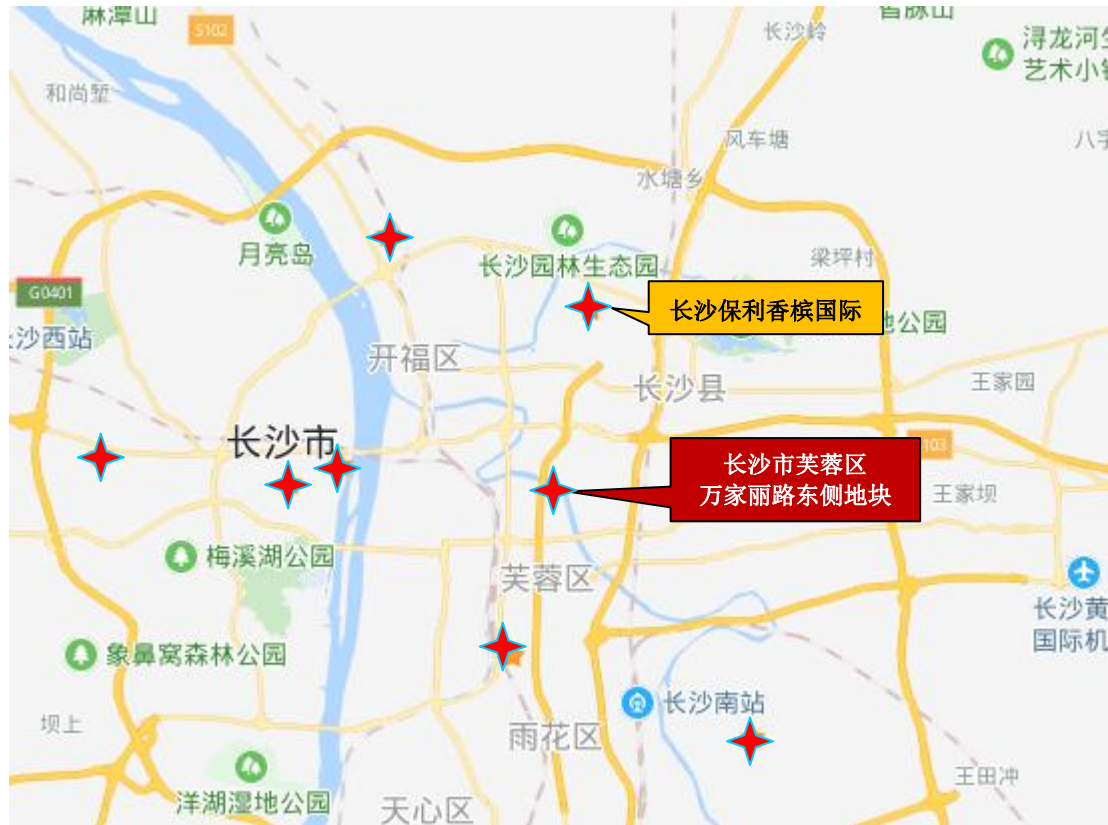 麻潭山
S102
长沙岭
浔龙河生
艺术小镇
和尚堑
风车塘
八字
水塘乡
月亮岛
长沙园林生态园
梁坪村
G0401
长沙保利香槟国际
地公园
沙西站
开福区
长沙县
王家园
长沙市
103
长沙市芙蓉区
万家丽路东侧地块
王家坝
梅溪湖公园
芙蓉区
长沙黄
国际机
象鼻窝森林公园
长沙南站
坝上
雨花区
王田冲
洋湖湿地公园
天心区